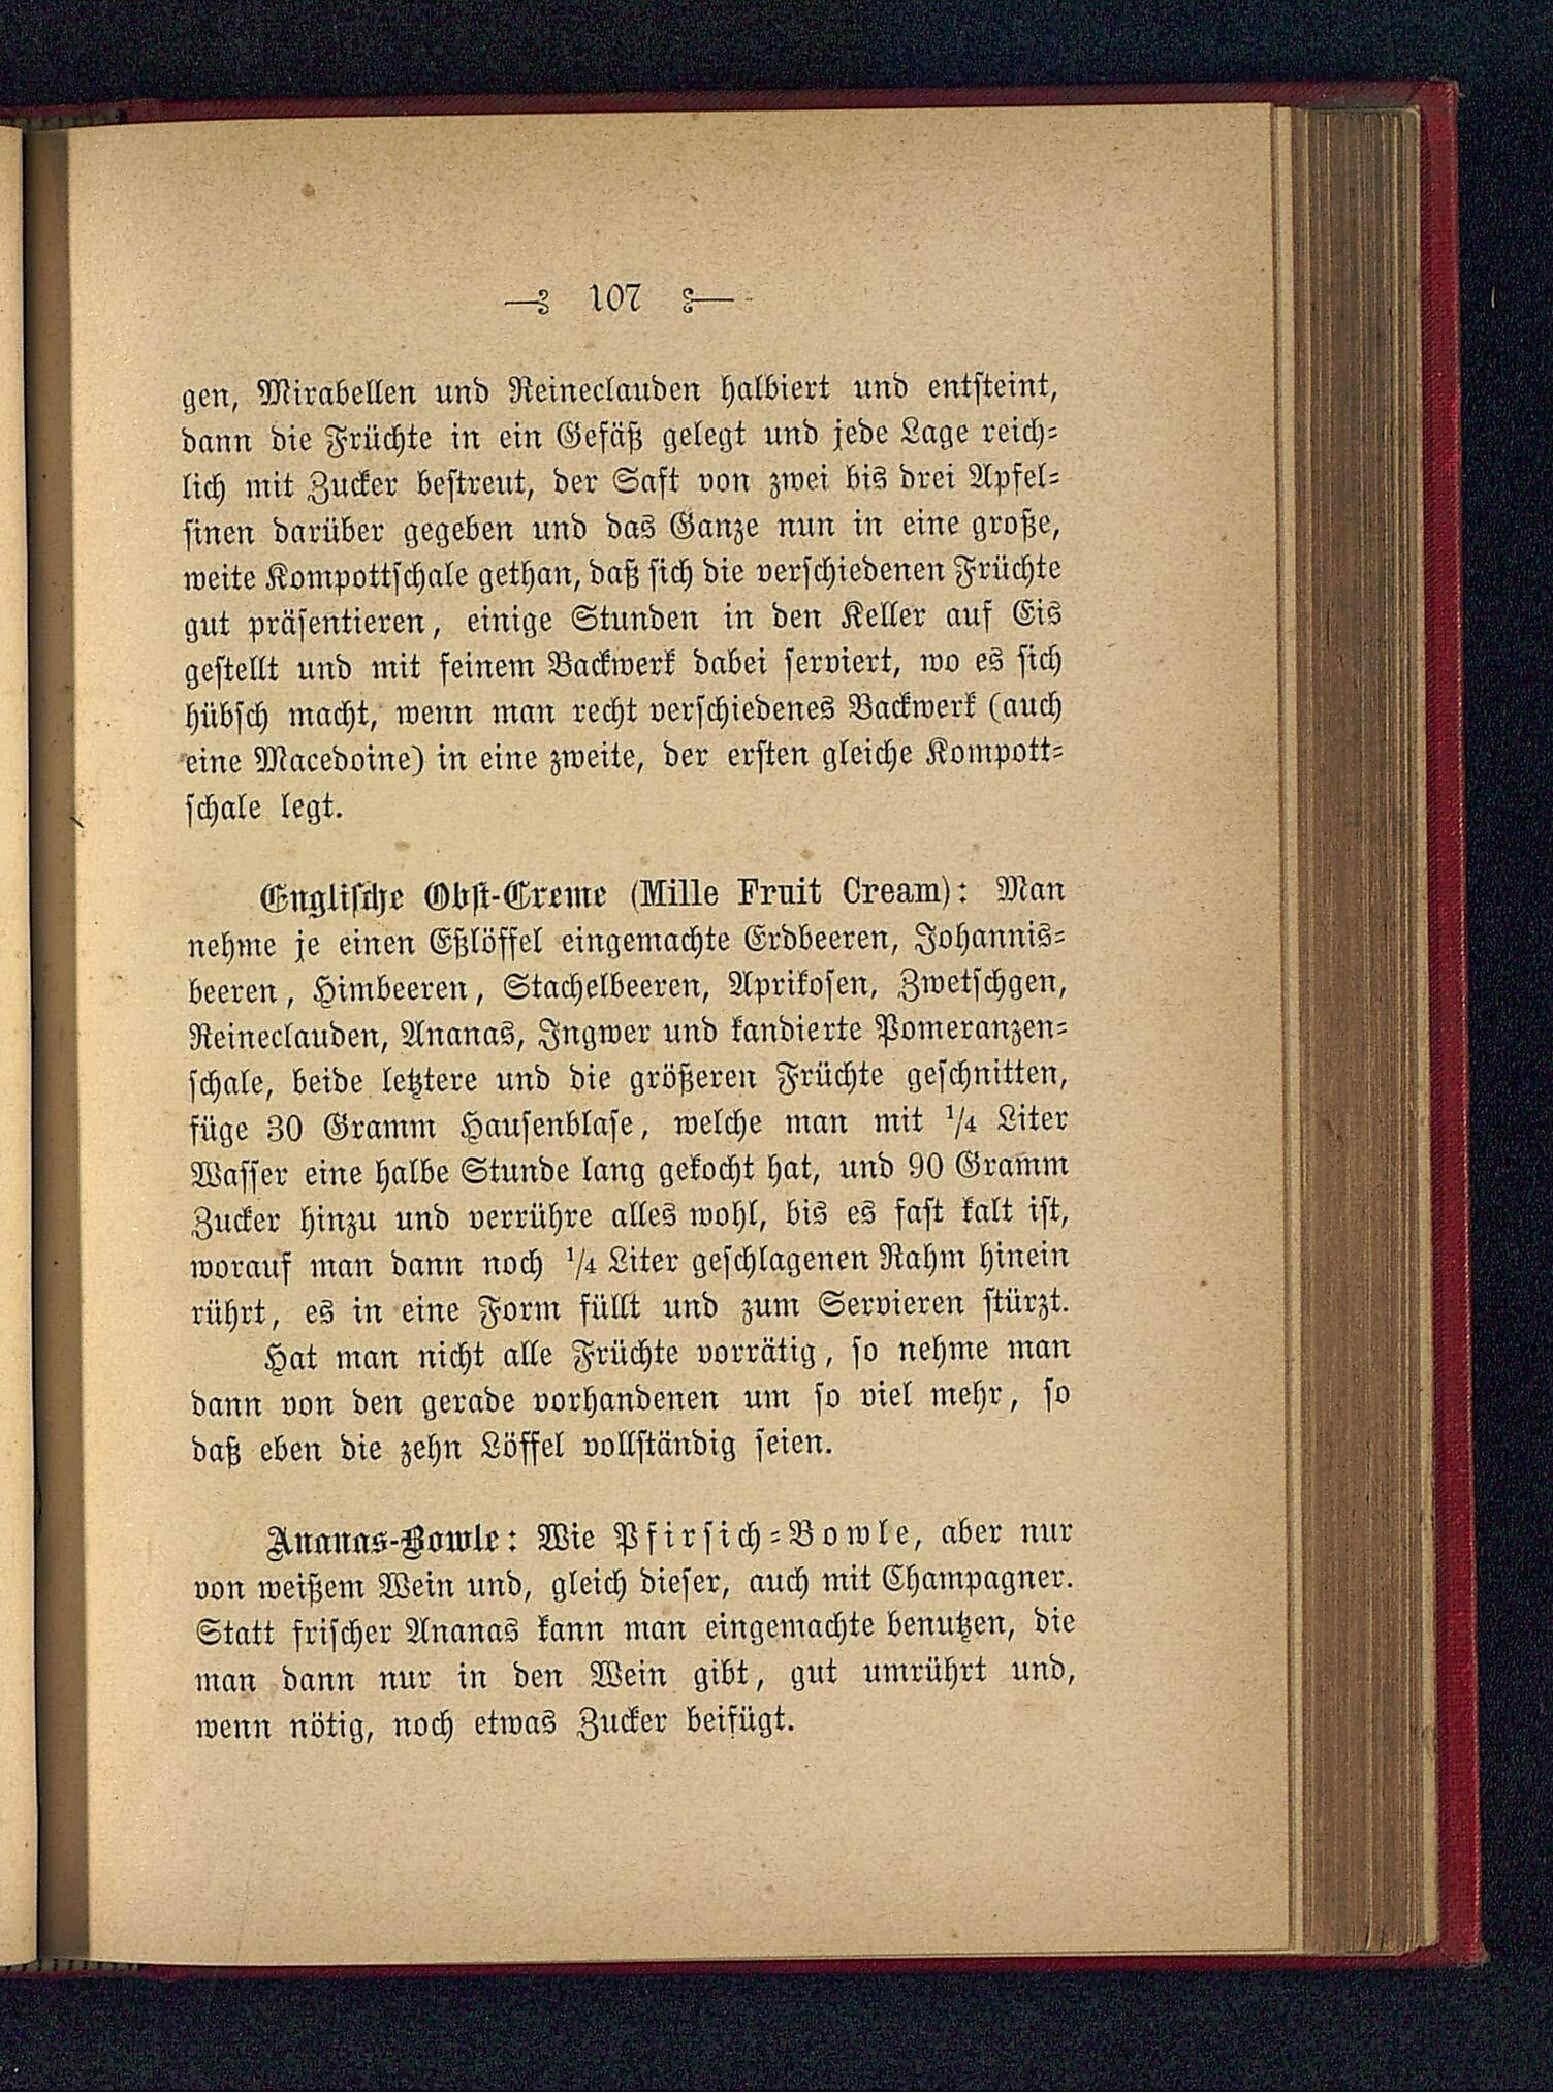 107
gen, Mirabellen und Reineclauden halbiert und entsteint,
dann die Früchte in ein Gefäß gelegt und jede Lage reich-
lich mit Zucker bestreut, der Saft von zwei bis drei Apfel-
sinen darüber gegeben und das Ganze nun in eine große,
weite Kompottschale gethan, daß sich die verschiedenen Früchte
gut präsentieren, einige Stunden in den Keller auf Eis
gestellt und mit feinem Backwerk dabei serviert, wo es sich
hübsch macht, wenn man recht verschiedenes Backwerk (auch
eine Macedoine) in eine zweite, der ersten gleiche Kompott-
schale legt.
Englische Obst-Creme (Mille Fruit Cream): Man
nehme je einen Eßlöffel eingemachte Erdbeeren, Johannis-
beeren, Himbeeren, Stachelbeeren, Aprikosen, Zwetschgen,
Reineclauden, Ananas, Ingwer und kandierte Pomeranzen-
schale, beide letztere und die größeren Früchte geschnitten,
füge 30 Gramm Hausenblase, welche man mit 1/4 Liter
Wasser eine halbe Stunde lang gekocht hat, und 90 Gramm
Zucker hinzu und verrühre alles wohl, bis es fast kalt ist,
worauf man dann noch 1/4 Liter geschlagenen Rahm hinein
rührt, es in eine Form füllt und zum Servieren stürzt.
Hat man nicht alle Früchte vorrätig, so nehme man
dann von den gerade vorhandenen um so viel mehr, so
daß eben die zehn Löffel vollständig seien.
Ananas-Bowle: Wie Pfirsich-Bowle, aber nur
von weißem Wein und, gleich dieser, auch mit Champagner.
Statt frischer Ananas kann man eingemachte benutzen, die
man dann nur in den Wein gibt, gut umrührt und,
wenn nötig, noch etwas Zucker beifügt.